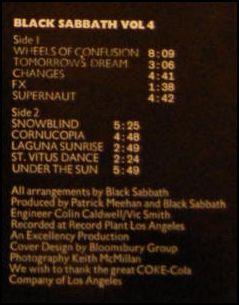 BLACK SABBATH VOL 4
Side 1
WHEELS OF CONFUSION 8:09
TOMORROWS DREAM 3:06
CHANGES 4:41
FX 1:38
SUPERNAUT 4:42
Side 2
SNOWBLIND 5:25
CORNUCOPIA 4:48
LAGUNA SUNRISE 2:49
ST. VITUS DANCE 2:24
UNDER THE SUN 5:49
All arrangements by Black Sabbath
Produced by Patrick Meehan and Black Sabbath
Engineer Colin Caldwell/Vic Smith
Recorded at Record Plant Los Angeles
An Excellency Production
Cover Design by Bloomsbury Group
Photography Keith McMillan
We wish to thank the great COKE-Cola
Company of Los Angeles